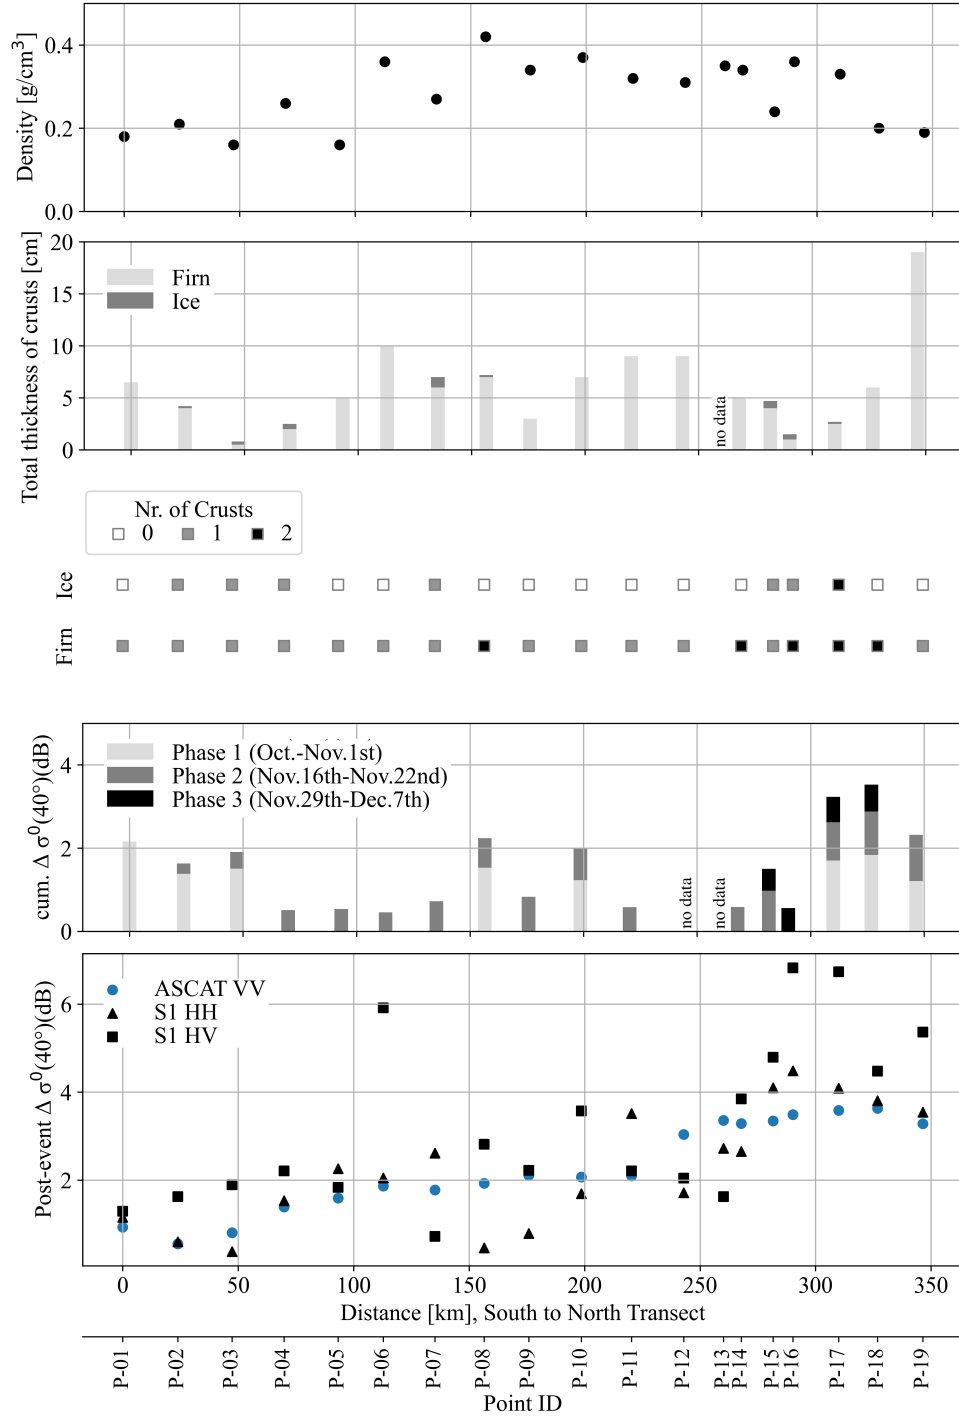 Density [g/cm³]
0.4
0.2
0.0
Total thickness of crusts [cm]
20
15
10
5
0
Firn
Ice
no data
Nr. of Crusts
0 1 2
Ice
Firn
cum. Δ σ⁰(40°)(dB)
4
2
0
Phase 1 (Oct.-Nov.1st)
Phase 2 (Nov.16th-Nov.22nd)
Phase 3 (Nov.29th-Dec.7th)
no data
no data
Post-event Δ σ⁰(40°)(dB)
6
4
2
ASCAT VV
S1 HH
S1 HV
0 50 100 150 200 250 300 350
Distance [km], South to North Transect
P-01 P-02 P-03 P-04 P-05 P-06 P-07 P-08 P-09 P-10 P-11 P-12 P-13 P-14 P-15 P-16 P-17 P-18 P-19
Point ID